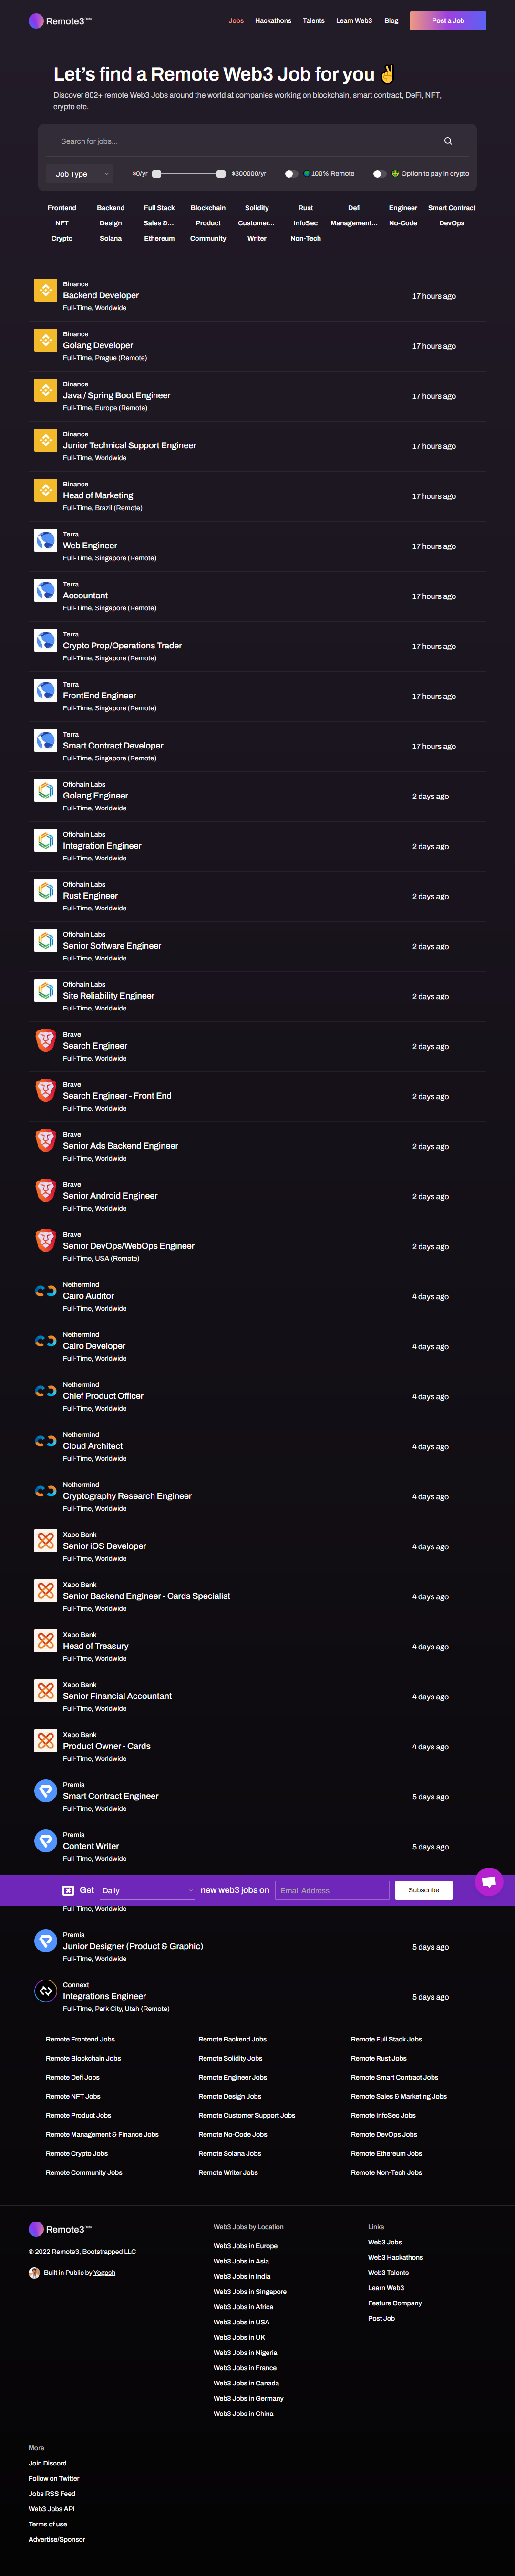 Remote3 Beta
Jobs Hackathons Talents Learn Web3 Blog Post a Job
Let's find a Remote Web3 Job for you ✌
Discover 802+ remote Web3 Jobs around the world at companies working on blockchain, smart contract, DeFi, NFT,
crypto etc.
Search for jobs...
Job Type $0/yr $300000/yr 100% Remote Option to pay in crypto
Frontend Backend Full Stack Blockchain Solidity Rust Defi Engineer Smart Contract
NFT Design Sales &... Product Customer... InfoSec Management... No-Code DevOps
Crypto Solana Ethereum Community Writer Non-Tech
Binance
Backend Developer 17 hours ago
Full-Time, Worldwide
Binance
Golang Developer 17 hours ago
Full-Time, Prague (Remote)
Binance
Java / Spring Boot Engineer 17 hours ago
Full-Time, Europe (Remote)
Binance
Junior Technical Support Engineer 17 hours ago
Full-Time, Worldwide
Binance
Head of Marketing 17 hours ago
Full-Time, Brazil (Remote)
Terra
Web Engineer 17 hours ago
Full-Time, Singapore (Remote)
Terra
Accountant 17 hours ago
Full-Time, Singapore (Remote)
Terra
Crypto Prop/Operations Trader 17 hours ago
Full-Time, Singapore (Remote)
Terra
FrontEnd Engineer 17 hours ago
Full-Time, Singapore (Remote)
Terra
Smart Contract Developer 17 hours ago
Full-Time, Singapore (Remote)
Offchain Labs
Golang Engineer 2 days ago
Full-Time, Worldwide
Offchain Labs
Integration Engineer 2 days ago
Full-Time, Worldwide
Offchain Labs
Rust Engineer 2 days ago
Full-Time, Worldwide
Offchain Labs
Senior Software Engineer 2 days ago
Full-Time, Worldwide
Offchain Labs
Site Reliability Engineer 2 days ago
Full-Time, Worldwide
Brave
Search Engineer 2 days ago
Full-Time, Worldwide
Brave
Search Engineer - Front End 2 days ago
Full-Time, Worldwide
Brave
Senior Ads Backend Engineer 2 days ago
Full-Time, Worldwide
Brave
Senior Android Engineer 2 days ago
Full-Time, Worldwide
Brave
Senior DevOps/WebOps Engineer 2 days ago
Full-Time, USA (Remote)
Nethermind
Cairo Auditor 4 days ago
Full-Time, Worldwide
Nethermind
Cairo Developer 4 days ago
Full-Time, Worldwide
Nethermind
Chief Product Officer 4 days ago
Full-Time, Worldwide
Nethermind
Cloud Architect 4 days ago
Full-Time, Worldwide
Nethermind
Cryptography Research Engineer 4 days ago
Full-Time, Worldwide
Xapo Bank
Senior iOS Developer 4 days ago
Full-Time, Worldwide
Xapo Bank
Senior Backend Engineer - Cards Specialist 4 days ago
Full-Time, Worldwide
Xapo Bank
Head of Treasury 4 days ago
Full-Time, Worldwide
Xapo Bank
Senior Financial Accountant 4 days ago
Full-Time, Worldwide
Xapo Bank
Product Owner - Cards 4 days ago
Full-Time, Worldwide
Premia
Smart Contract Engineer 5 days ago
Full-Time, Worldwide
Premia
Content Writer 5 days ago
Full-Time, Worldwide
Get Daily new web3 jobs on Email Address Subscribe
Full-Time, Worldwide
Premia
Junior Designer (Product & Graphic) 5 days ago
Full-Time, Worldwide
Connext
Integrations Engineer 5 days ago
Full-Time, Park City, Utah (Remote)
Remote Frontend Jobs Remote Backend Jobs Remote Full Stack Jobs
Remote Blockchain Jobs Remote Solidity Jobs Remote Rust Jobs
Remote Defi Jobs Remote Engineer Jobs Remote Smart Contract Jobs
Remote NFT Jobs Remote Design Jobs Remote Sales & Marketing Jobs
Remote Product Jobs Remote Customer Support Jobs Remote InfoSec Jobs
Remote Management & Finance Jobs Remote No-Code Jobs Remote DevOps Jobs
Remote Crypto Jobs Remote Solana Jobs Remote Ethereum Jobs
Remote Community Jobs Remote Writer Jobs Remote Non-Tech Jobs
Remote3 Beta
© 2022 Remote3, Bootstrapped LLC
Built in Public by Yogesh
Web3 Jobs by Location
Web3 Jobs in Europe
Web3 Jobs in Asia
Web3 Jobs in India
Web3 Jobs in Singapore
Web3 Jobs in Africa
Web3 Jobs in USA
Web3 Jobs in UK
Web3 Jobs in Nigeria
Web3 Jobs in France
Web3 Jobs in Canada
Web3 Jobs in Germany
Web3 Jobs in China
Links
Web3 Jobs
Web3 Hackathons
Web3 Talents
Learn Web3
Feature Company
Post Job
More
Join Discord
Follow on Twitter
Jobs RSS Feed
Web3 Jobs API
Terms of use
Advertise/Sponsor